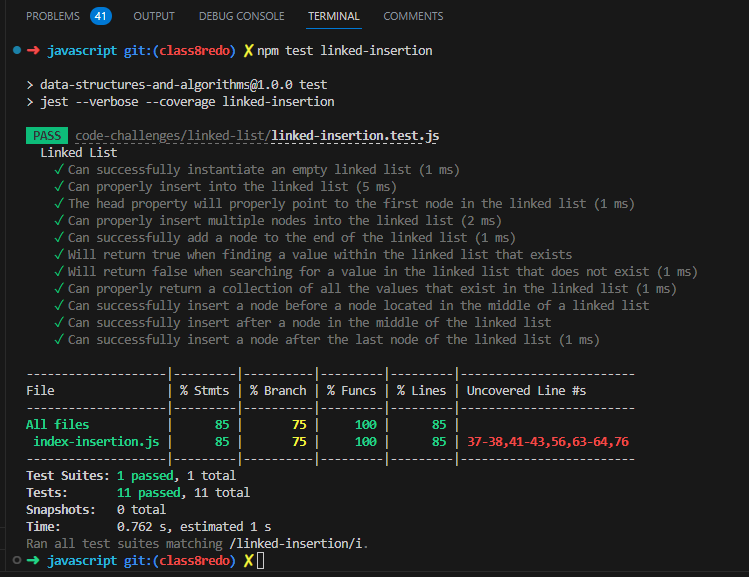 PROBLEMS 41 OUTPUT DEBUG CONSOLE TERMINAL COMMENTS
➜ javascript git:(class8redo) ✗ npm test linked-insertion
> data-structures-and-algorithms@1.0.0 test
> jest --verbose --coverage linked-insertion
PASS code-challenges/linked-list/linked-insertion.test.js
Linked List
✓ Can successfully instantiate an empty linked list (1 ms)
✓ Can properly insert into the linked list (5 ms)
✓ The head property will properly point to the first node in the linked list (1 ms)
✓ Can properly insert multiple nodes into the linked list (2 ms)
✓ Can successfully add a node to the end of the linked list (1 ms)
✓ Will return true when finding a value within the linked list that exists
✓ Will return false when searching for a value in the linked list that does not exist (1 ms)
✓ Can properly return a collection of all the values that exist in the linked list (1 ms)
✓ Can successfully insert a node before a node located in the middle of a linked list
✓ Can successfully insert after a node in the middle of the linked list
✓ Can successfully insert a node after the last node of the linked list (1 ms)
--------------------|---------|----------|---------|---------|------------------------
File | % Stmts | % Branch | % Funcs | % Lines | Uncovered Line #s
--------------------|---------|----------|---------|---------|------------------------
All files | 85 | 75 | 100 | 85 |
index-insertion.js | 85 | 75 | 100 | 85 | 37-38,41-43,56,63-64,76
--------------------|---------|----------|---------|---------|------------------------
Test Suites: 1 passed, 1 total
Tests: 11 passed, 11 total
Snapshots: 0 total
Time: 0.762 s, estimated 1 s
Ran all test suites matching /linked-insertion/i.
➜ javascript git:(class8redo) ✗